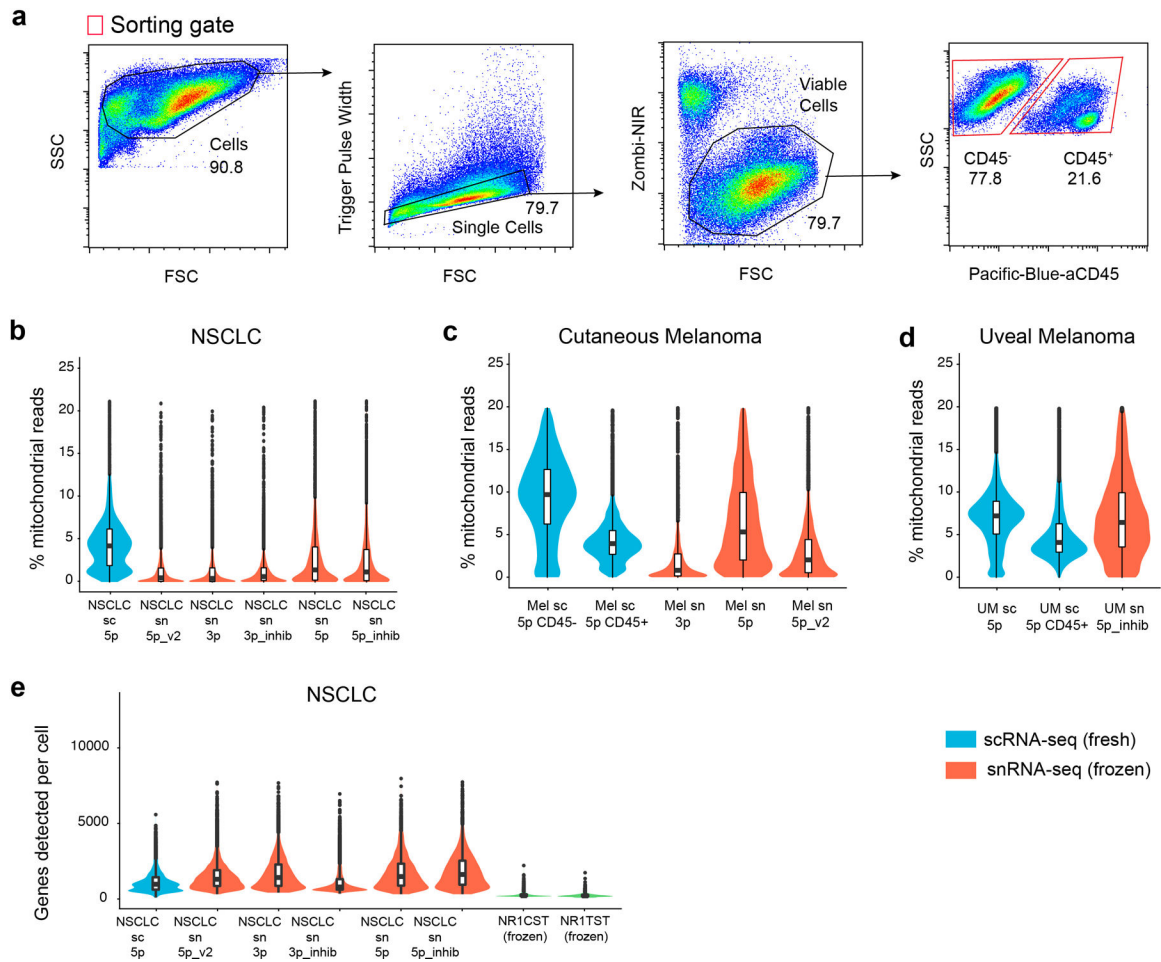 a
Sorting gate
SSC
Cells
90.8
FSC
Trigger Pulse Width
79.7
Single Cells
FSC
Zombi-NIR
Viable
Cells
79.7
FSC
SSC
CD45-
77.8
CD45+
21.6
Pacific-Blue-aCD45
b
NSCLC
% mitochondrial reads
25
20
15
10
5
0
NSCLC
sc
5p
NSCLC
sn
5p_v2
NSCLC
sn
3p
NSCLC
sn
3p_inhib
NSCLC
sn
5p
NSCLC
sn
5p_inhib
c
Cutaneous Melanoma
% mitochondrial reads
25
20
15
10
5
0
Mel sc
5p CD45-
Mel sc
5p CD45+
Mel sn
3p
Mel sn
5p
Mel sn
5p_v2
d
Uveal Melanoma
% mitochondrial reads
25
20
15
10
5
0
UM sc
5p
UM sc
5p CD45+
UM sn
5p_inhib
e
NSCLC
Genes detected per cell
10000
5000
0
NSCLC
sc
5p
NSCLC
sn
5p_v2
NSCLC
sn
3p
NSCLC
sn
3p_inhib
NSCLC
sn
5p
NSCLC
sn
5p_inhib
NR1CST
(frozen)
NR1TST
(frozen)
scRNA-seq (fresh)
snRNA-seq (frozen)